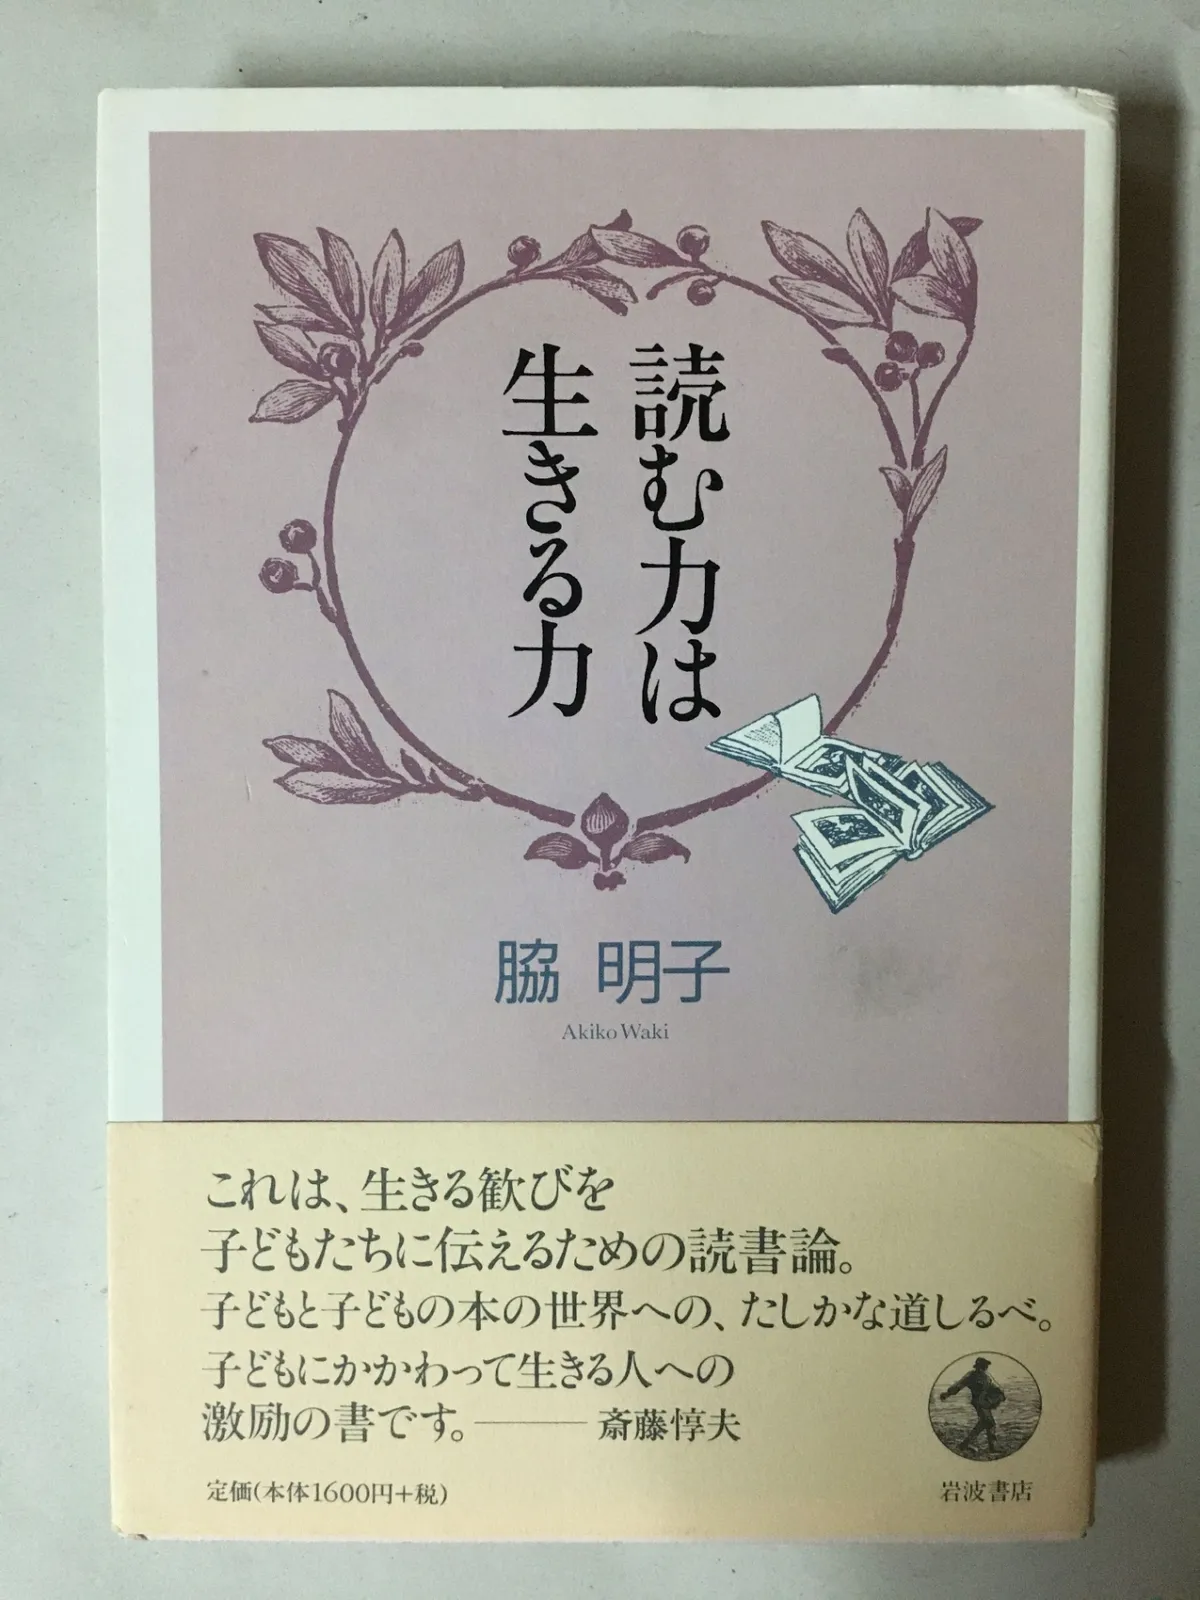 読む力は
生きる力
脇 明子
Akiko Waki
これは、生きる歓びを
子どもたちに伝えるための読書論。
子どもと子どもの本の世界への、たしかな道しるべ。
子どもにかかわって生きる人への
激励の書です。——斎藤惇夫
定価(本体1600円+税)
岩波書店